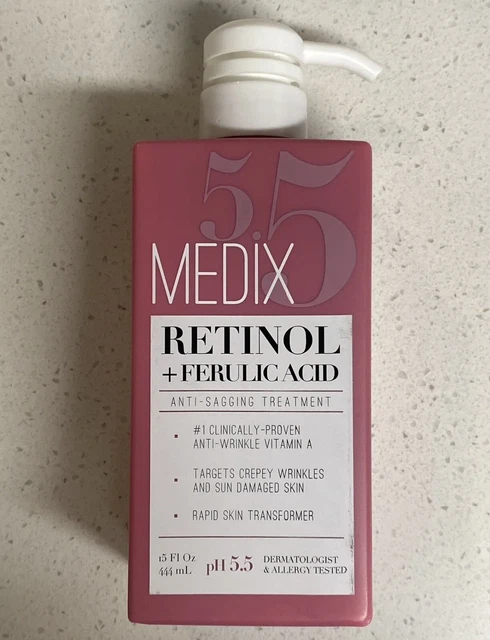 5.5
MEDIX
RETINOL
+ FERULIC ACID
ANTI-SAGGING TREATMENT
▪ #1 CLINICALLY-PROVEN
ANTI-WRINKLE VITAMIN A
▪ TARGETS CREPEY WRINKLES
AND SUN DAMAGED SKIN
▪ RAPID SKIN TRANSFORMER
15 Fl Oz
444 mL
pH 5.5
DERMATOLOGIST
& ALLERGY TESTED